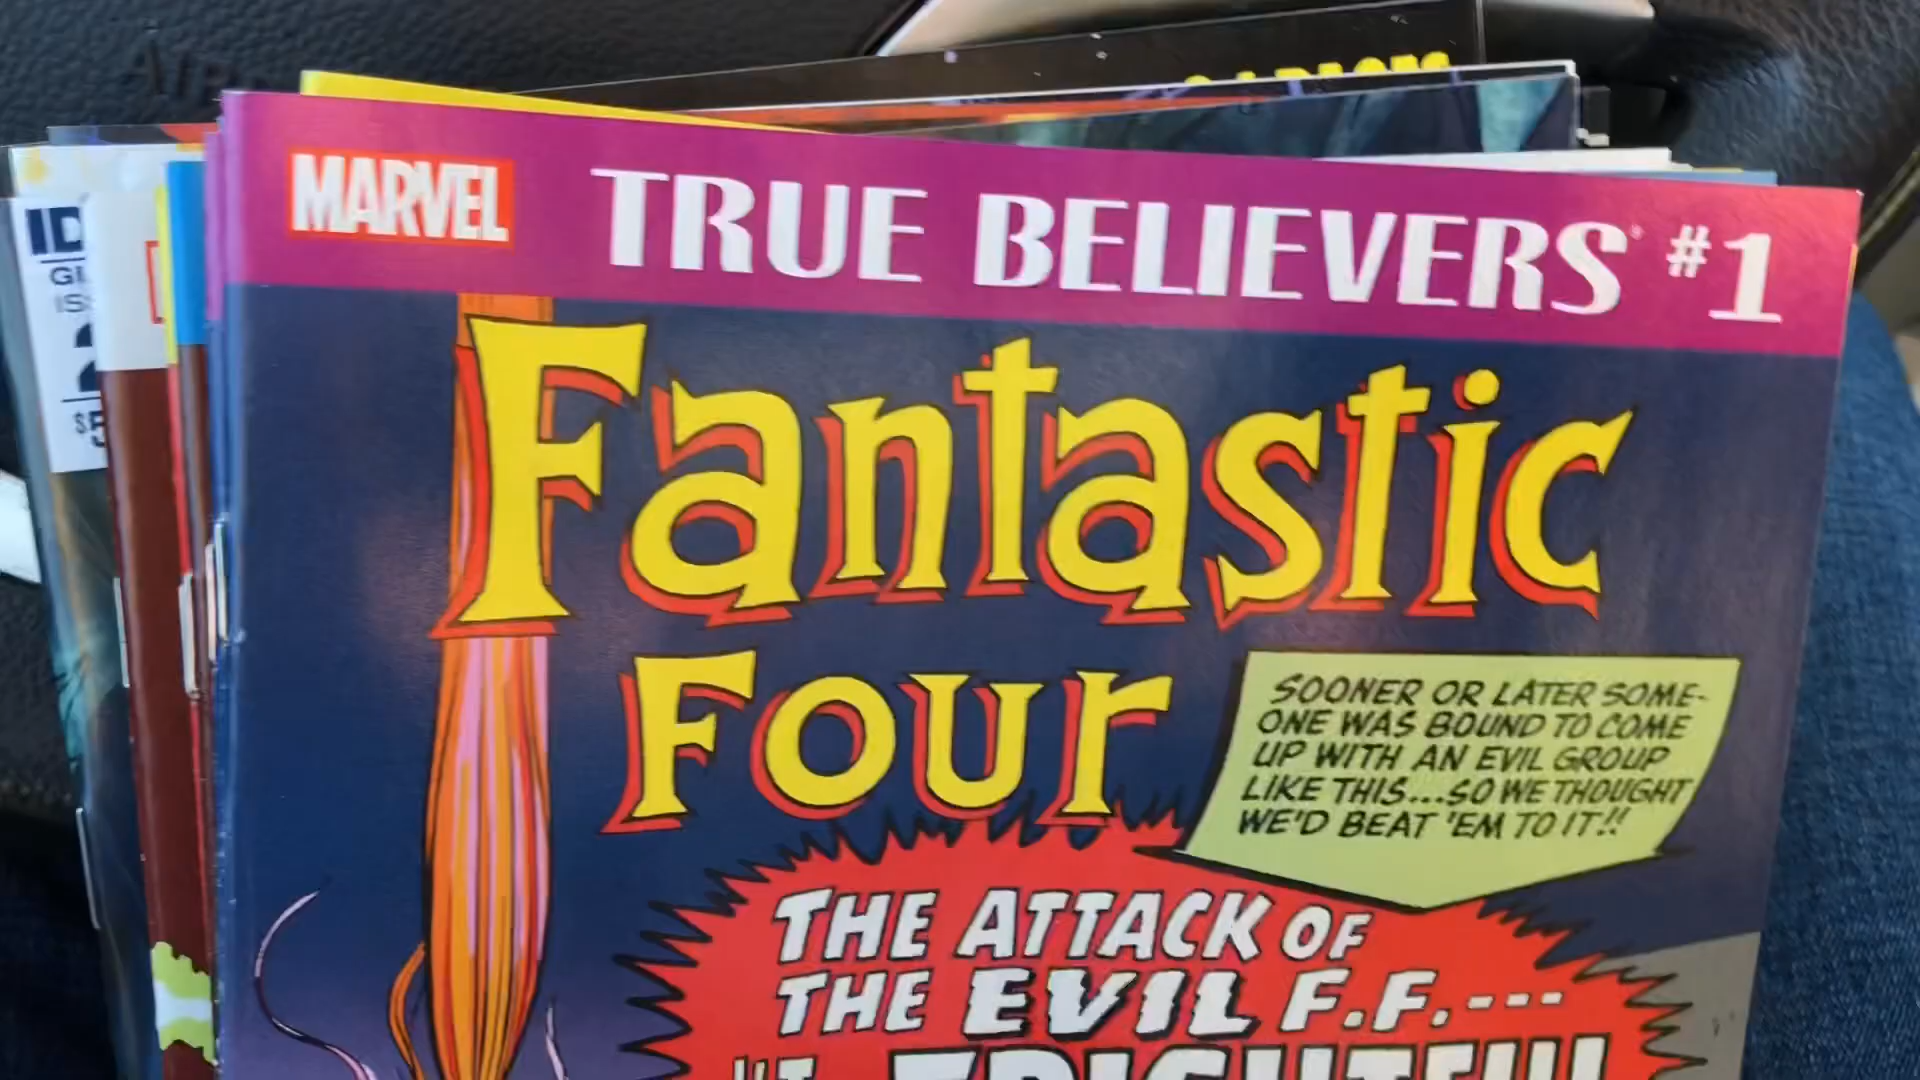 MARVEL
TRUE BELIEVERS #1
Fantastic
Four
SOONER OR LATER SOME-
ONE WAS BOUND TO COME
UP WITH AN EVIL GROUP
LIKE THIS...SO WE THOUGHT
WE'D BEAT 'EM TO IT!!
THE ATTACK OF
THE EVIL F.F.---